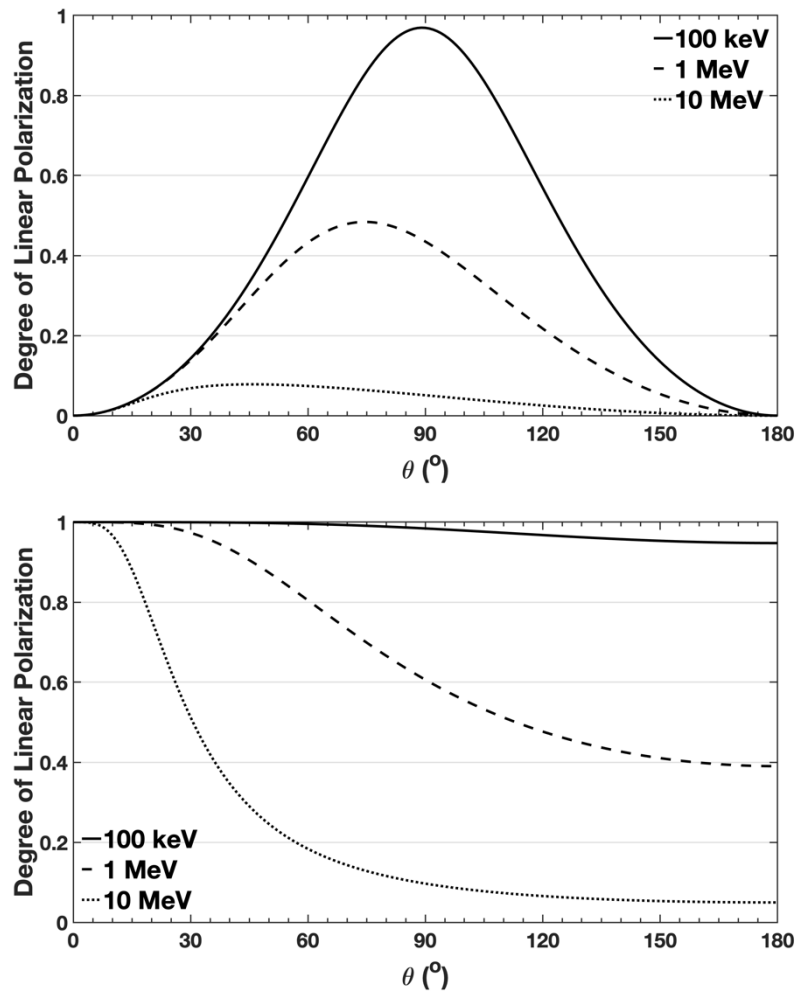 Degree of Linear Polarization
1
0.8
0.6
0.4
0.2
0
100 keV
1 MeV
10 MeV
0 30 60 90 120 150 180
θ (º)
Degree of Linear Polarization
1
0.8
0.6
0.4
0.2
0
100 keV
1 MeV
10 MeV
0 30 60 90 120 150 180
θ (º)